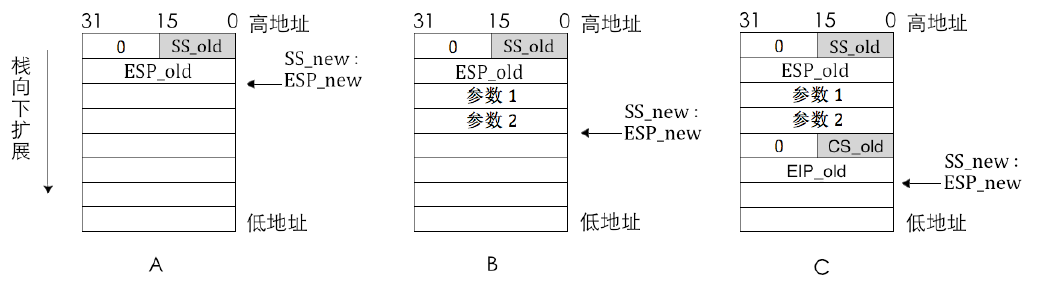 31 15 0 高地址
0 SS_old
ESP_old
SS_new :
ESP_new
栈向下扩展
低地址
A
31 15 0 高地址
0 SS_old
ESP_old
参数 1
参数 2
SS_new :
ESP_new
低地址
B
31 15 0 高地址
0 SS_old
ESP_old
参数 1
参数 2
0 CS_old
EIP_old
SS_new :
ESP_new
低地址
C